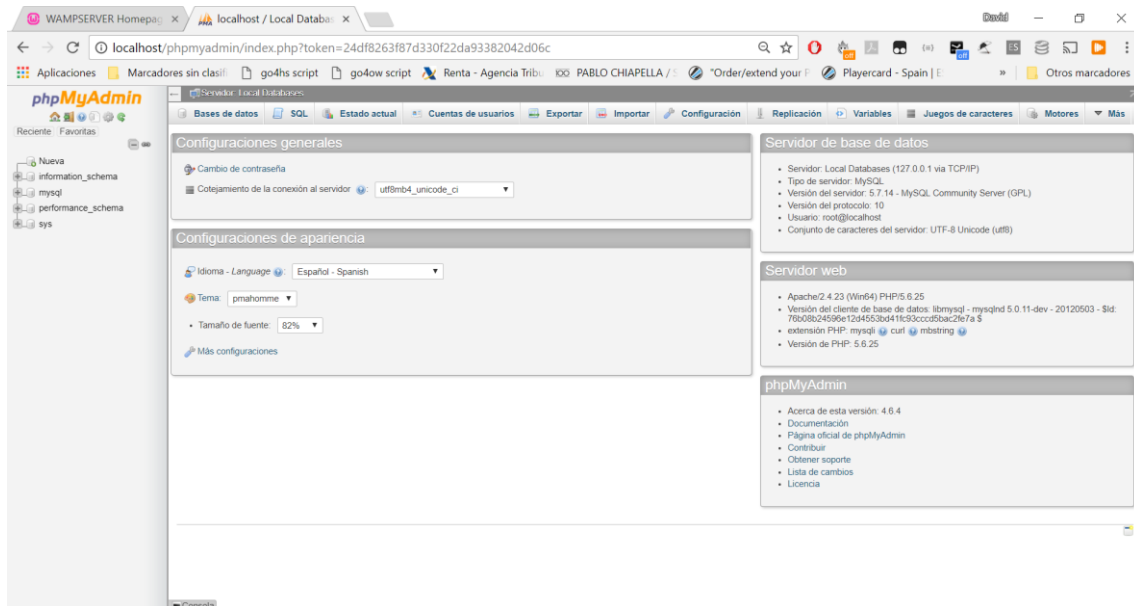 WAMPSERVER Homepag
localhost / Local Databas
David
localhost/phpmyadmin/index.php?token=24df8263f87d330f22da93382042d06c
Aplicaciones Marcadores sin clasifi go4hs script go4ow script Renta - Agencia Tribu PABLO CHIAPELLA / S "Order/extend your P Playercard - Spain | E » Otros marcadores
phpMyAdmin
Reciente Favoritas
Nueva
information_schema
mysql
performance_schema
sys
Servidor: Local Databases
Bases de datos SQL Estado actual Cuentas de usuarios Exportar Importar Configuración Replicación Variables Juegos de caracteres Motores Más
Configuraciones generales
Cambio de contraseña
Cotejamiento de la conexión al servidor : utf8mb4_unicode_ci
Configuraciones de apariencia
Idioma - Language : Español - Spanish
Tema: pmahomme
Tamaño de fuente: 82%
Más configuraciones
Servidor de base de datos
Servidor: Local Databases (127.0.0.1 via TCP/IP)
Tipo de servidor: MySQL
Versión del servidor: 5.7.14 - MySQL Community Server (GPL)
Versión del protocolo: 10
Usuario: root@localhost
Conjunto de caracteres del servidor: UTF-8 Unicode (utf8)
Servidor web
Apache/2.4.23 (Win64) PHP/5.6.25
Versión del cliente de base de datos: libmysql - mysqlnd 5.0.11-dev - 20120503 - $Id:
76b08b24596e12d4553bd41fc93cccd5bac2fe7a $
extensión PHP: mysqli curl mbstring
Versión de PHP: 5.6.25
phpMyAdmin
Acerca de esta versión: 4.6.4
Documentación
Página oficial de phpMyAdmin
Contribuir
Obtener soporte
Lista de cambios
Licencia
Consola